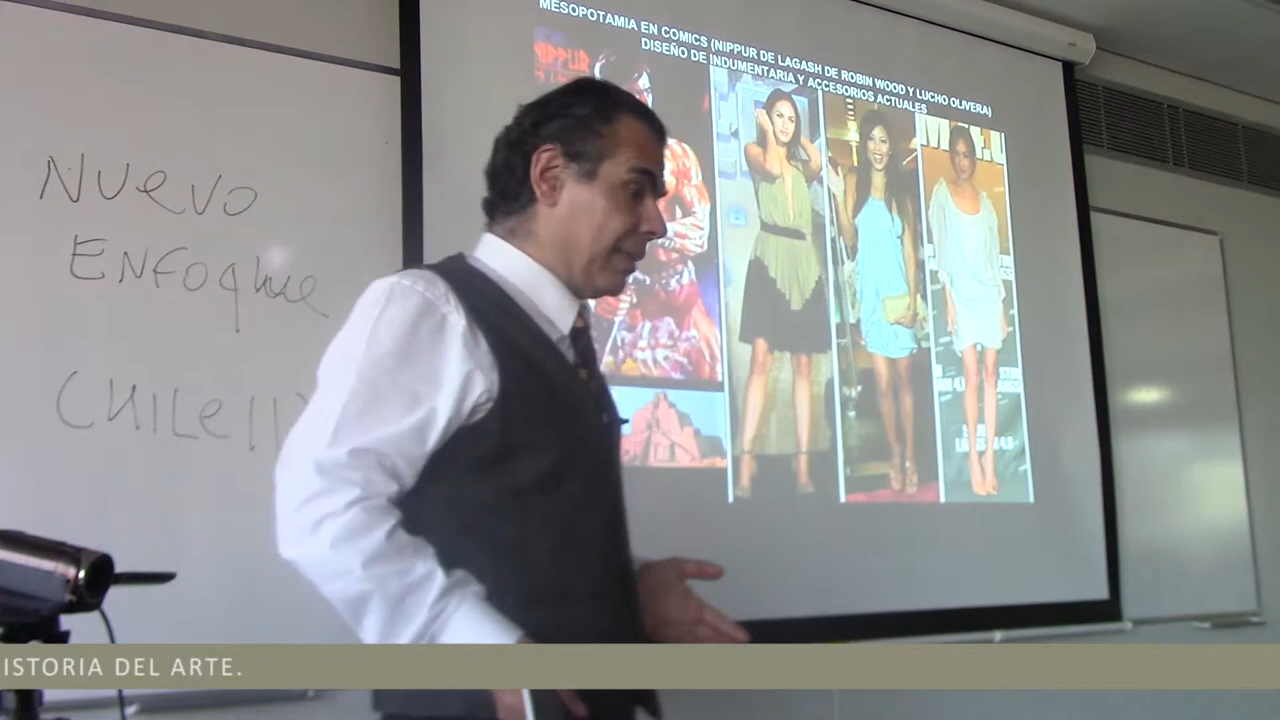 MESOPOTAMIA EN COMICS (NIPPUR DE LAGASH DE ROBIN WOOD Y LUCHO OLIVERA)
DISEÑO DE INDUMENTARIA Y ACCESORIOS ACTUALES
NIPPUR
NUevO
ENFOque
CHILe
ISTORIA DEL ARTE.